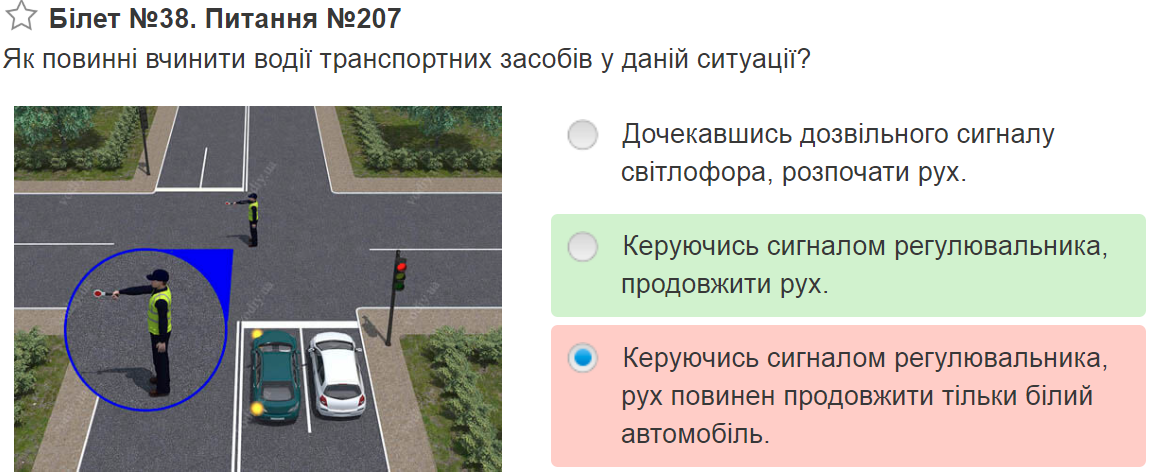 Білет №38. Питання №207
Як повинні вчинити водії транспортних засобів у даній ситуації?
Дочекавшись дозвільного сигналу
світлофора, розпочати рух.
Керуючись сигналом регулювальника,
продовжити рух.
Керуючись сигналом регулювальника,
рух повинен продовжити тільки білий
автомобіль.